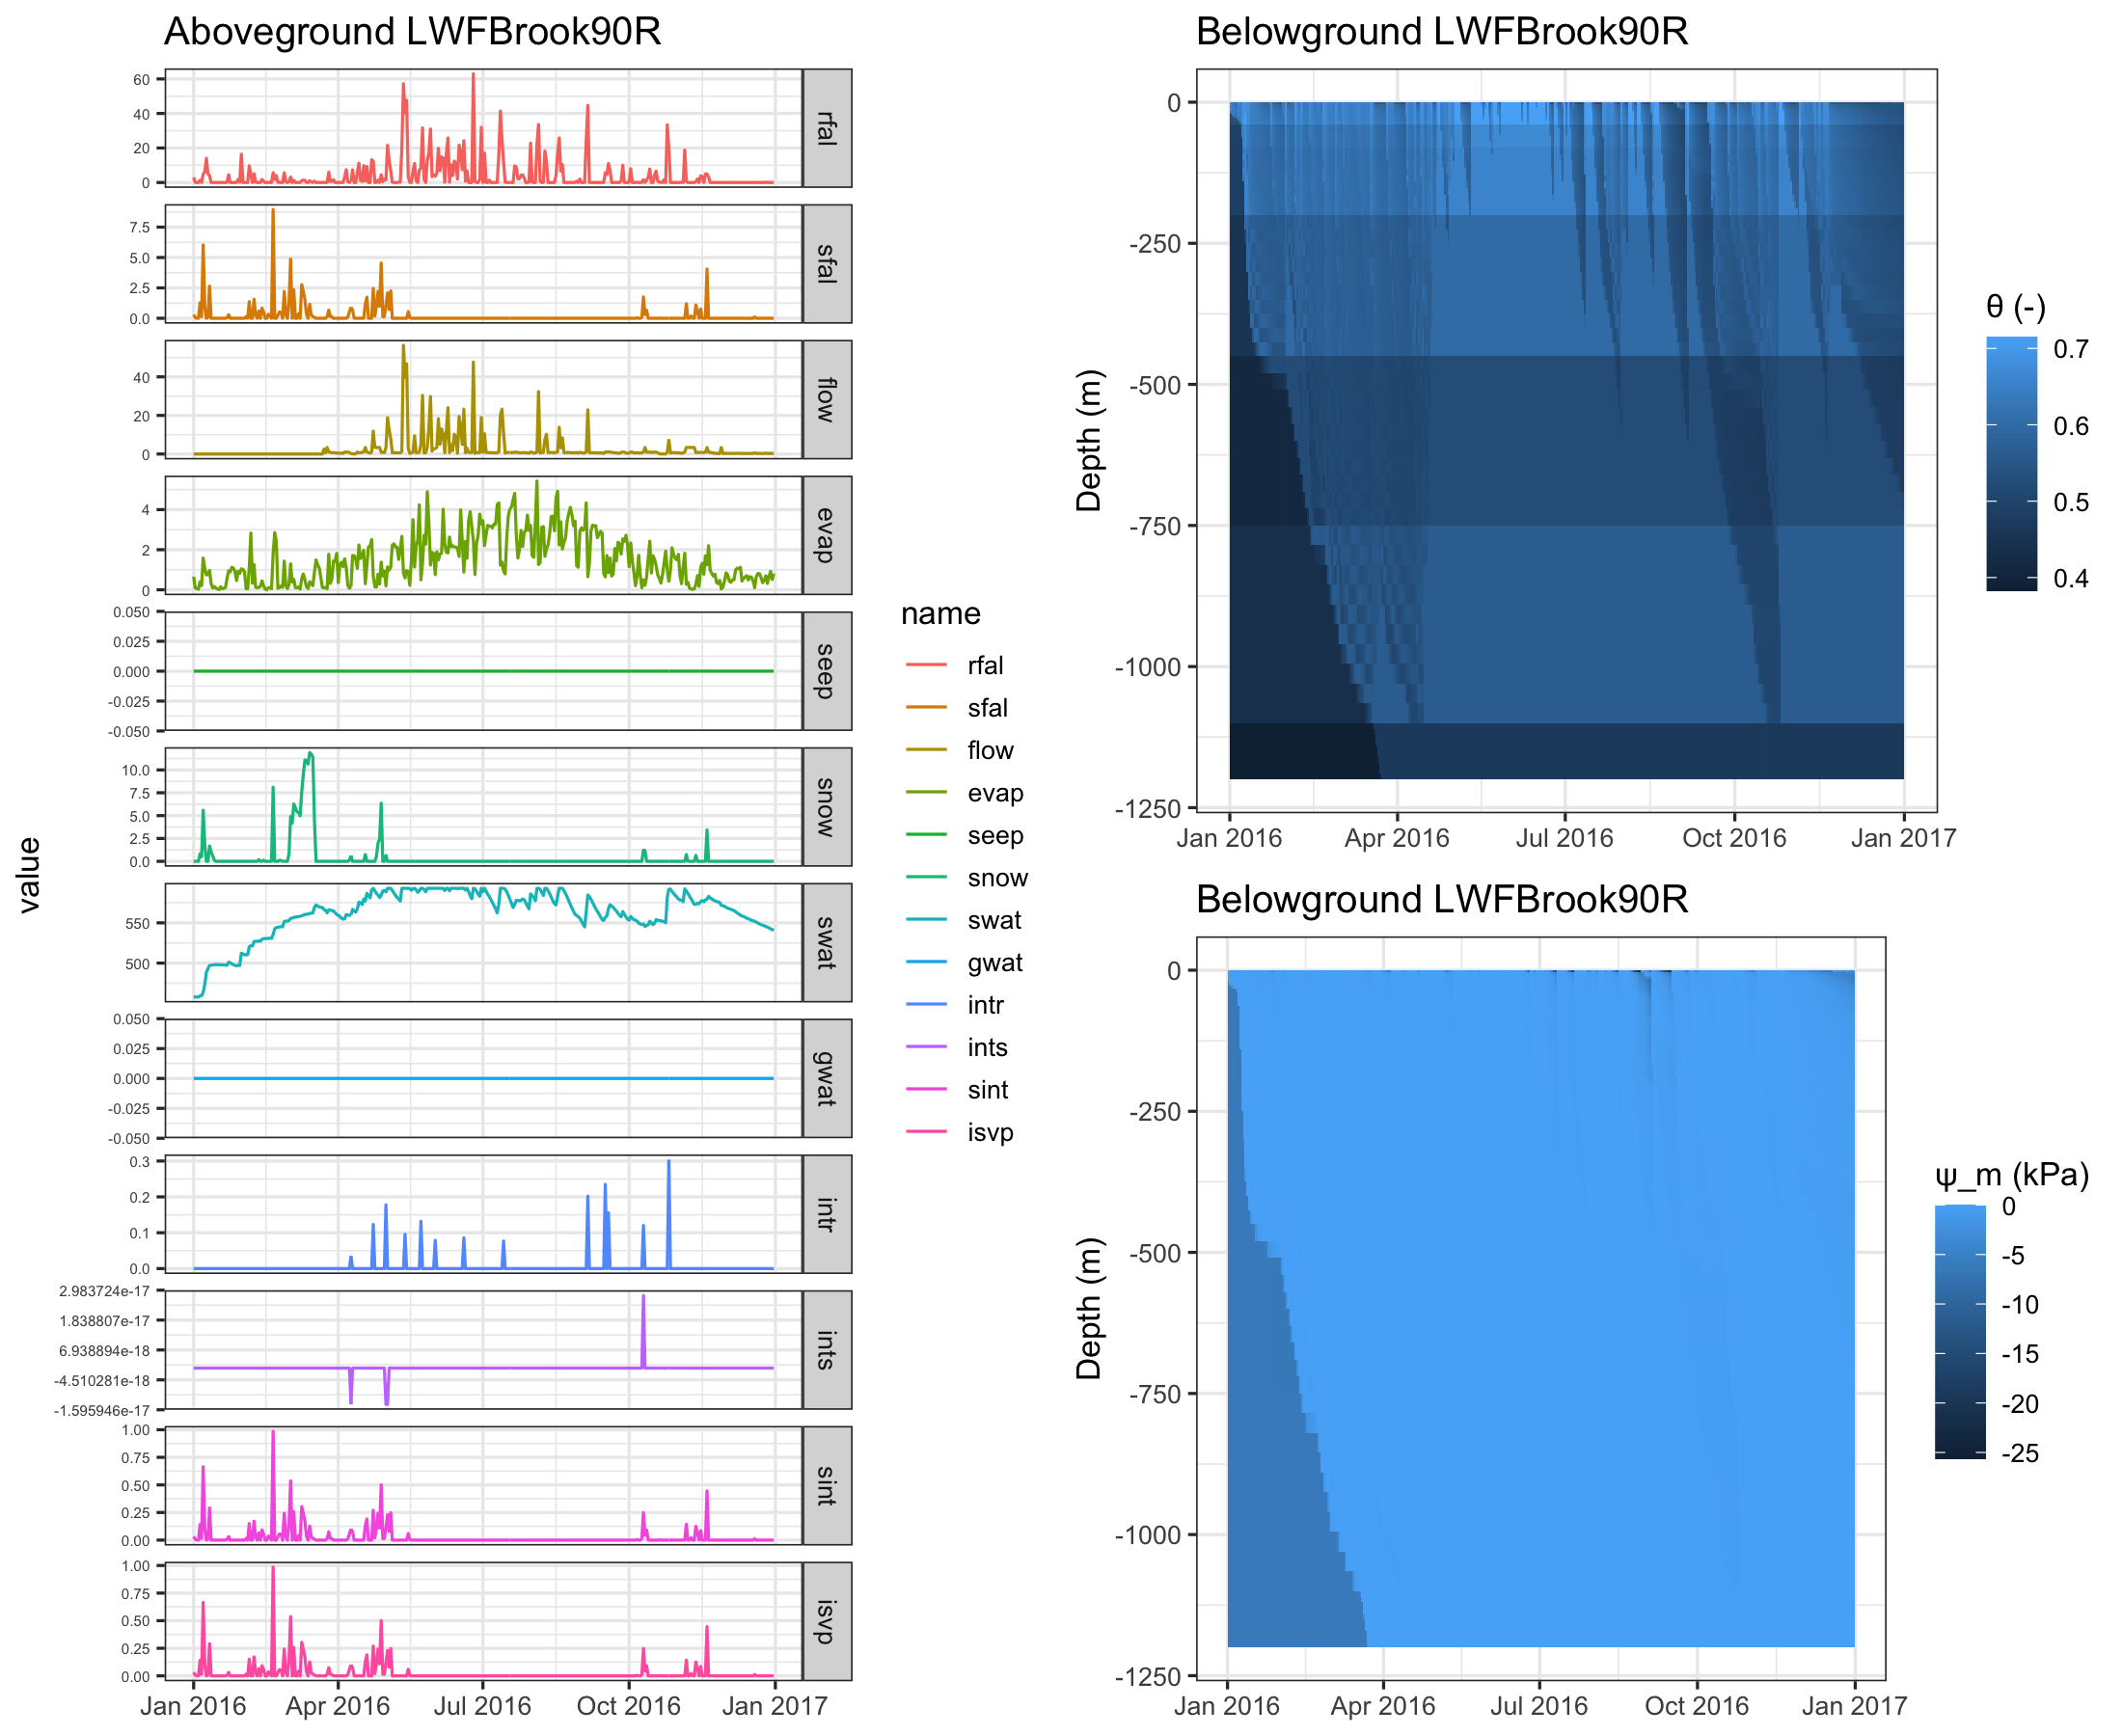 Aboveground LWFBrook90R
value
60
40
20
0
rfal
7.5
5.0
2.5
0.0
sfal
40
20
0
flow
4
2
0
evap
0.050
0.025
0.000
-0.025
-0.050
seep
10.0
7.5
5.0
2.5
0.0
snow
550
500
swat
0.050
0.025
0.000
-0.025
-0.050
gwat
0.3
0.2
0.1
0.0
intr
2.983724e-17
1.838807e-17
6.938894e-18
-4.510281e-18
-1.595946e-17
ints
1.00
0.75
0.50
0.25
0.00
sint
1.00
0.75
0.50
0.25
0.00
isvp
Jan 2016 Apr 2016 Jul 2016 Oct 2016 Jan 2017
name
rfal
sfal
flow
evap
seep
snow
swat
gwat
intr
ints
sint
isvp
Belowground LWFBrook90R
Depth (m)
0
-250
-500
-750
-1000
-1250
Jan 2016 Apr 2016 Jul 2016 Oct 2016 Jan 2017
θ (-)
0.7
0.6
0.5
0.4
Belowground LWFBrook90R
Depth (m)
0
-250
-500
-750
-1000
-1250
Jan 2016 Apr 2016 Jul 2016 Oct 2016 Jan 2017
ψ_m (kPa)
0
-5
-10
-15
-20
-25